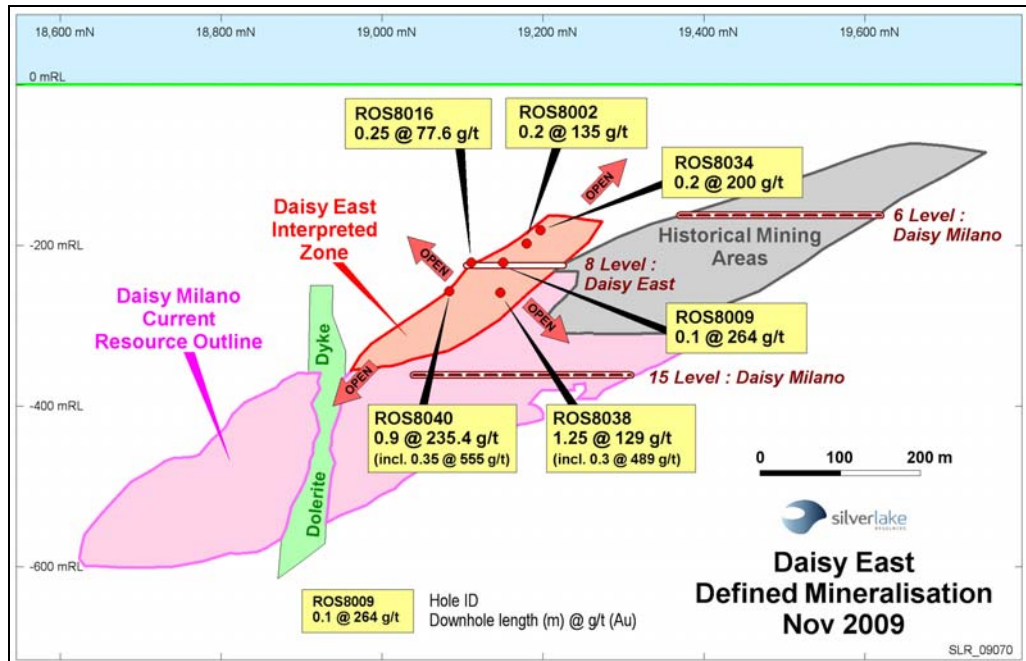 18,600 mN
18,800 mN
19,000 mN
19,200 mN
19,400 mN
19,600 mN
0 mRL
ROS8016
0.25 @ 77.6 g/t
ROS8002
0.2 @ 135 g/t
ROS8034
0.2 @ 200 g/t
OPEN
Daisy East
Interpreted
Zone
6 Level :
Daisy Milano
Historical Mining
Areas
-200 mRL
OPEN
8 Level :
Daisy East
Daisy Milano
Current
Resource Outline
OPEN
ROS8009
0.1 @ 264 g/t
Dyke
OPEN
15 Level : Daisy Milano
-400 mRL
ROS8040
0.9 @ 235.4 g/t
(incl. 0.35 @ 555 g/t)
ROS8038
1.25 @ 129 g/t
(incl. 0.3 @ 489 g/t)
0 100 200 m
Dolerite
silverlake
RESOURCES
-600 mRL
Daisy East
Defined Mineralisation
Nov 2009
ROS8009
0.1 @ 264 g/t
Hole ID
Downhole length (m) @ g/t (Au)
SLR_09070